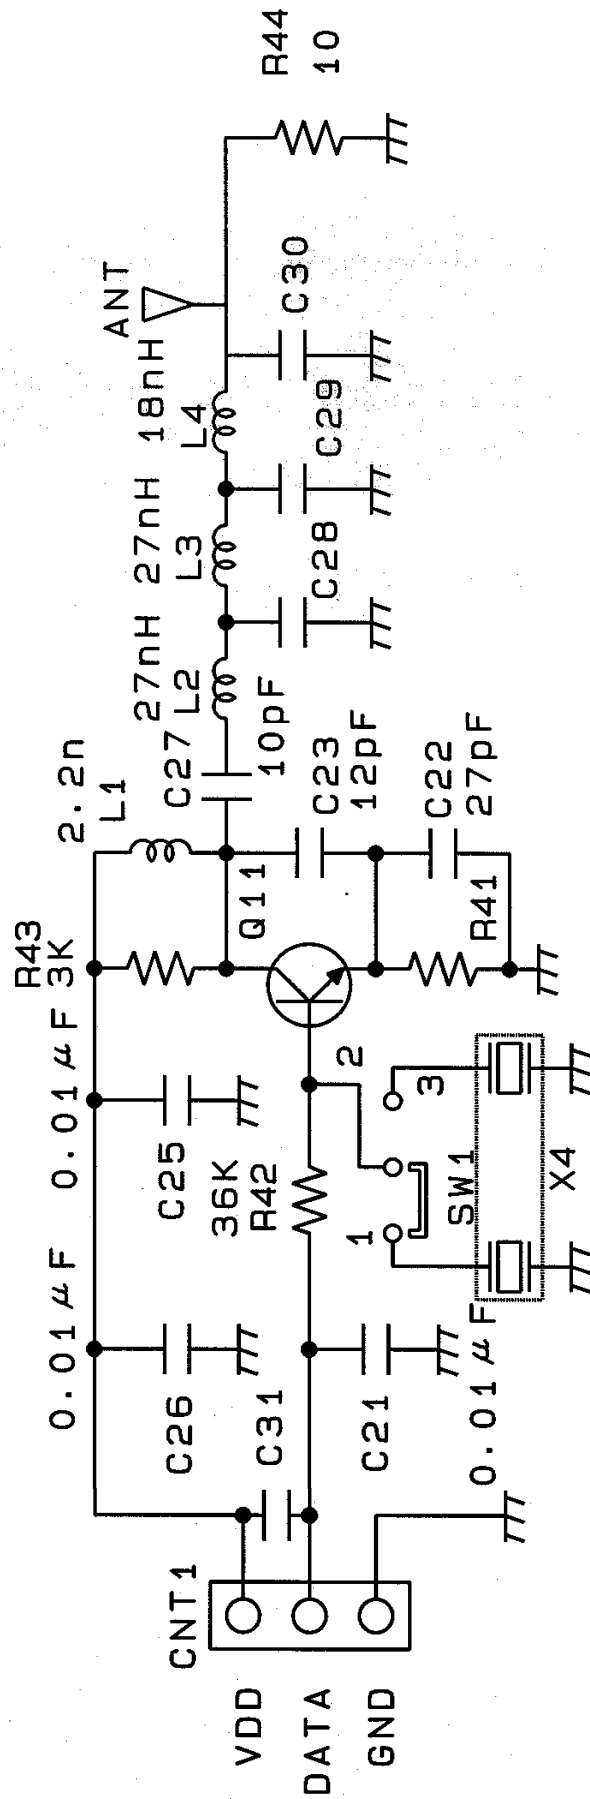 CNT1
VDD
DATA
GND
0.01μF
C26
C31
C21
0.01μF
0.01μF
C25
36K
R42
1
2
3
SW1
X4
R43
3K
Q11
R41
2.2n
L1
C27
10pF
C23
12pF
C22
27pF
27nH
L2
27nH
L3
18nH
L4
C28
C29
C30
ANT
R44
10